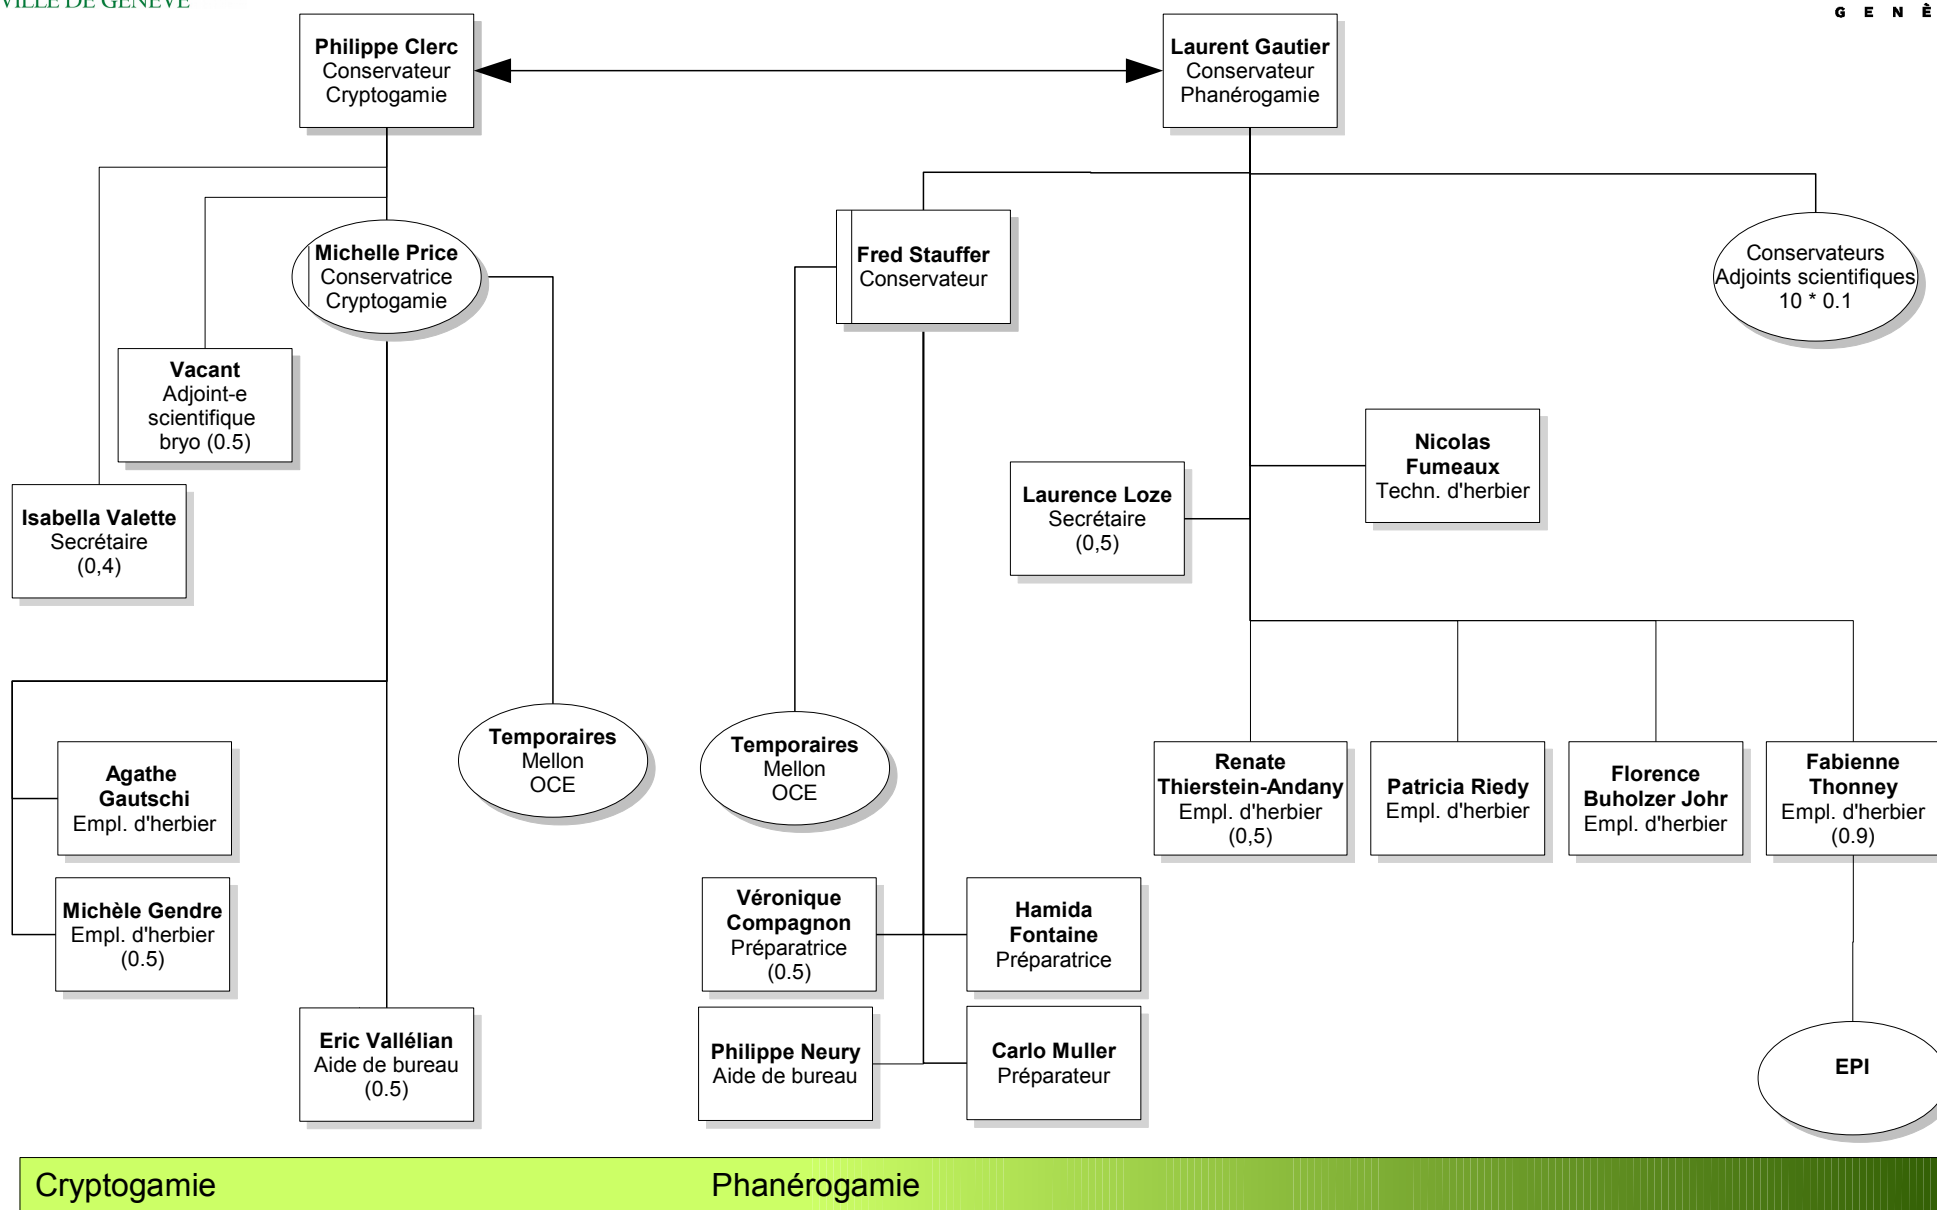 VILLE DE GENÈVE
G E N È
Philippe Clerc
Conservateur
Cryptogamie
Laurent Gautier
Conservateur
Phanérogamie
Michelle Price
Conservatrice
Cryptogamie
Fred Stauffer
Conservateur
Conservateurs
Adjoints scientifiques
10 * 0.1
Vacant
Adjoint-e
scientifique
bryo (0.5)
Isabella Valette
Secrétaire
(0,4)
Laurence Loze
Secrétaire
(0,5)
Nicolas
Fumeaux
Techn. d'herbier
Agathe
Gautschi
Empl. d'herbier
Michèle Gendre
Empl. d'herbier
(0.5)
Eric Vallélian
Aide de bureau
(0.5)
Temporaires
Mellon
OCE
Temporaires
Mellon
OCE
Véronique
Compagnon
Préparatrice
(0.5)
Hamida
Fontaine
Préparatrice
Philippe Neury
Aide de bureau
Carlo Muller
Préparateur
Renate
Thierstein-Andany
Empl. d'herbier
(0,5)
Patricia Riedy
Empl. d'herbier
Florence
Buholzer Johr
Empl. d'herbier
Fabienne
Thonney
Empl. d'herbier
(0.9)
EPI
Cryptogamie
Phanérogamie